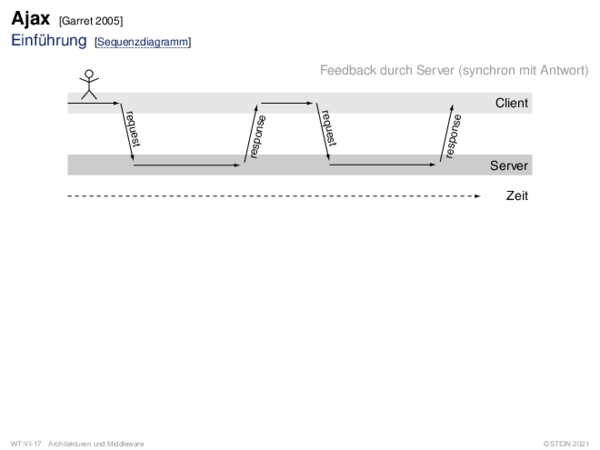 Ajax [Garret 2005]
Einführung [Sequenzdiagramm]
Feedback durch Server (synchron mit Antwort)
Client
request
response
request
response
Server
Zeit
WT:VI-17 Architekturen und Middleware
©STEIN 2021